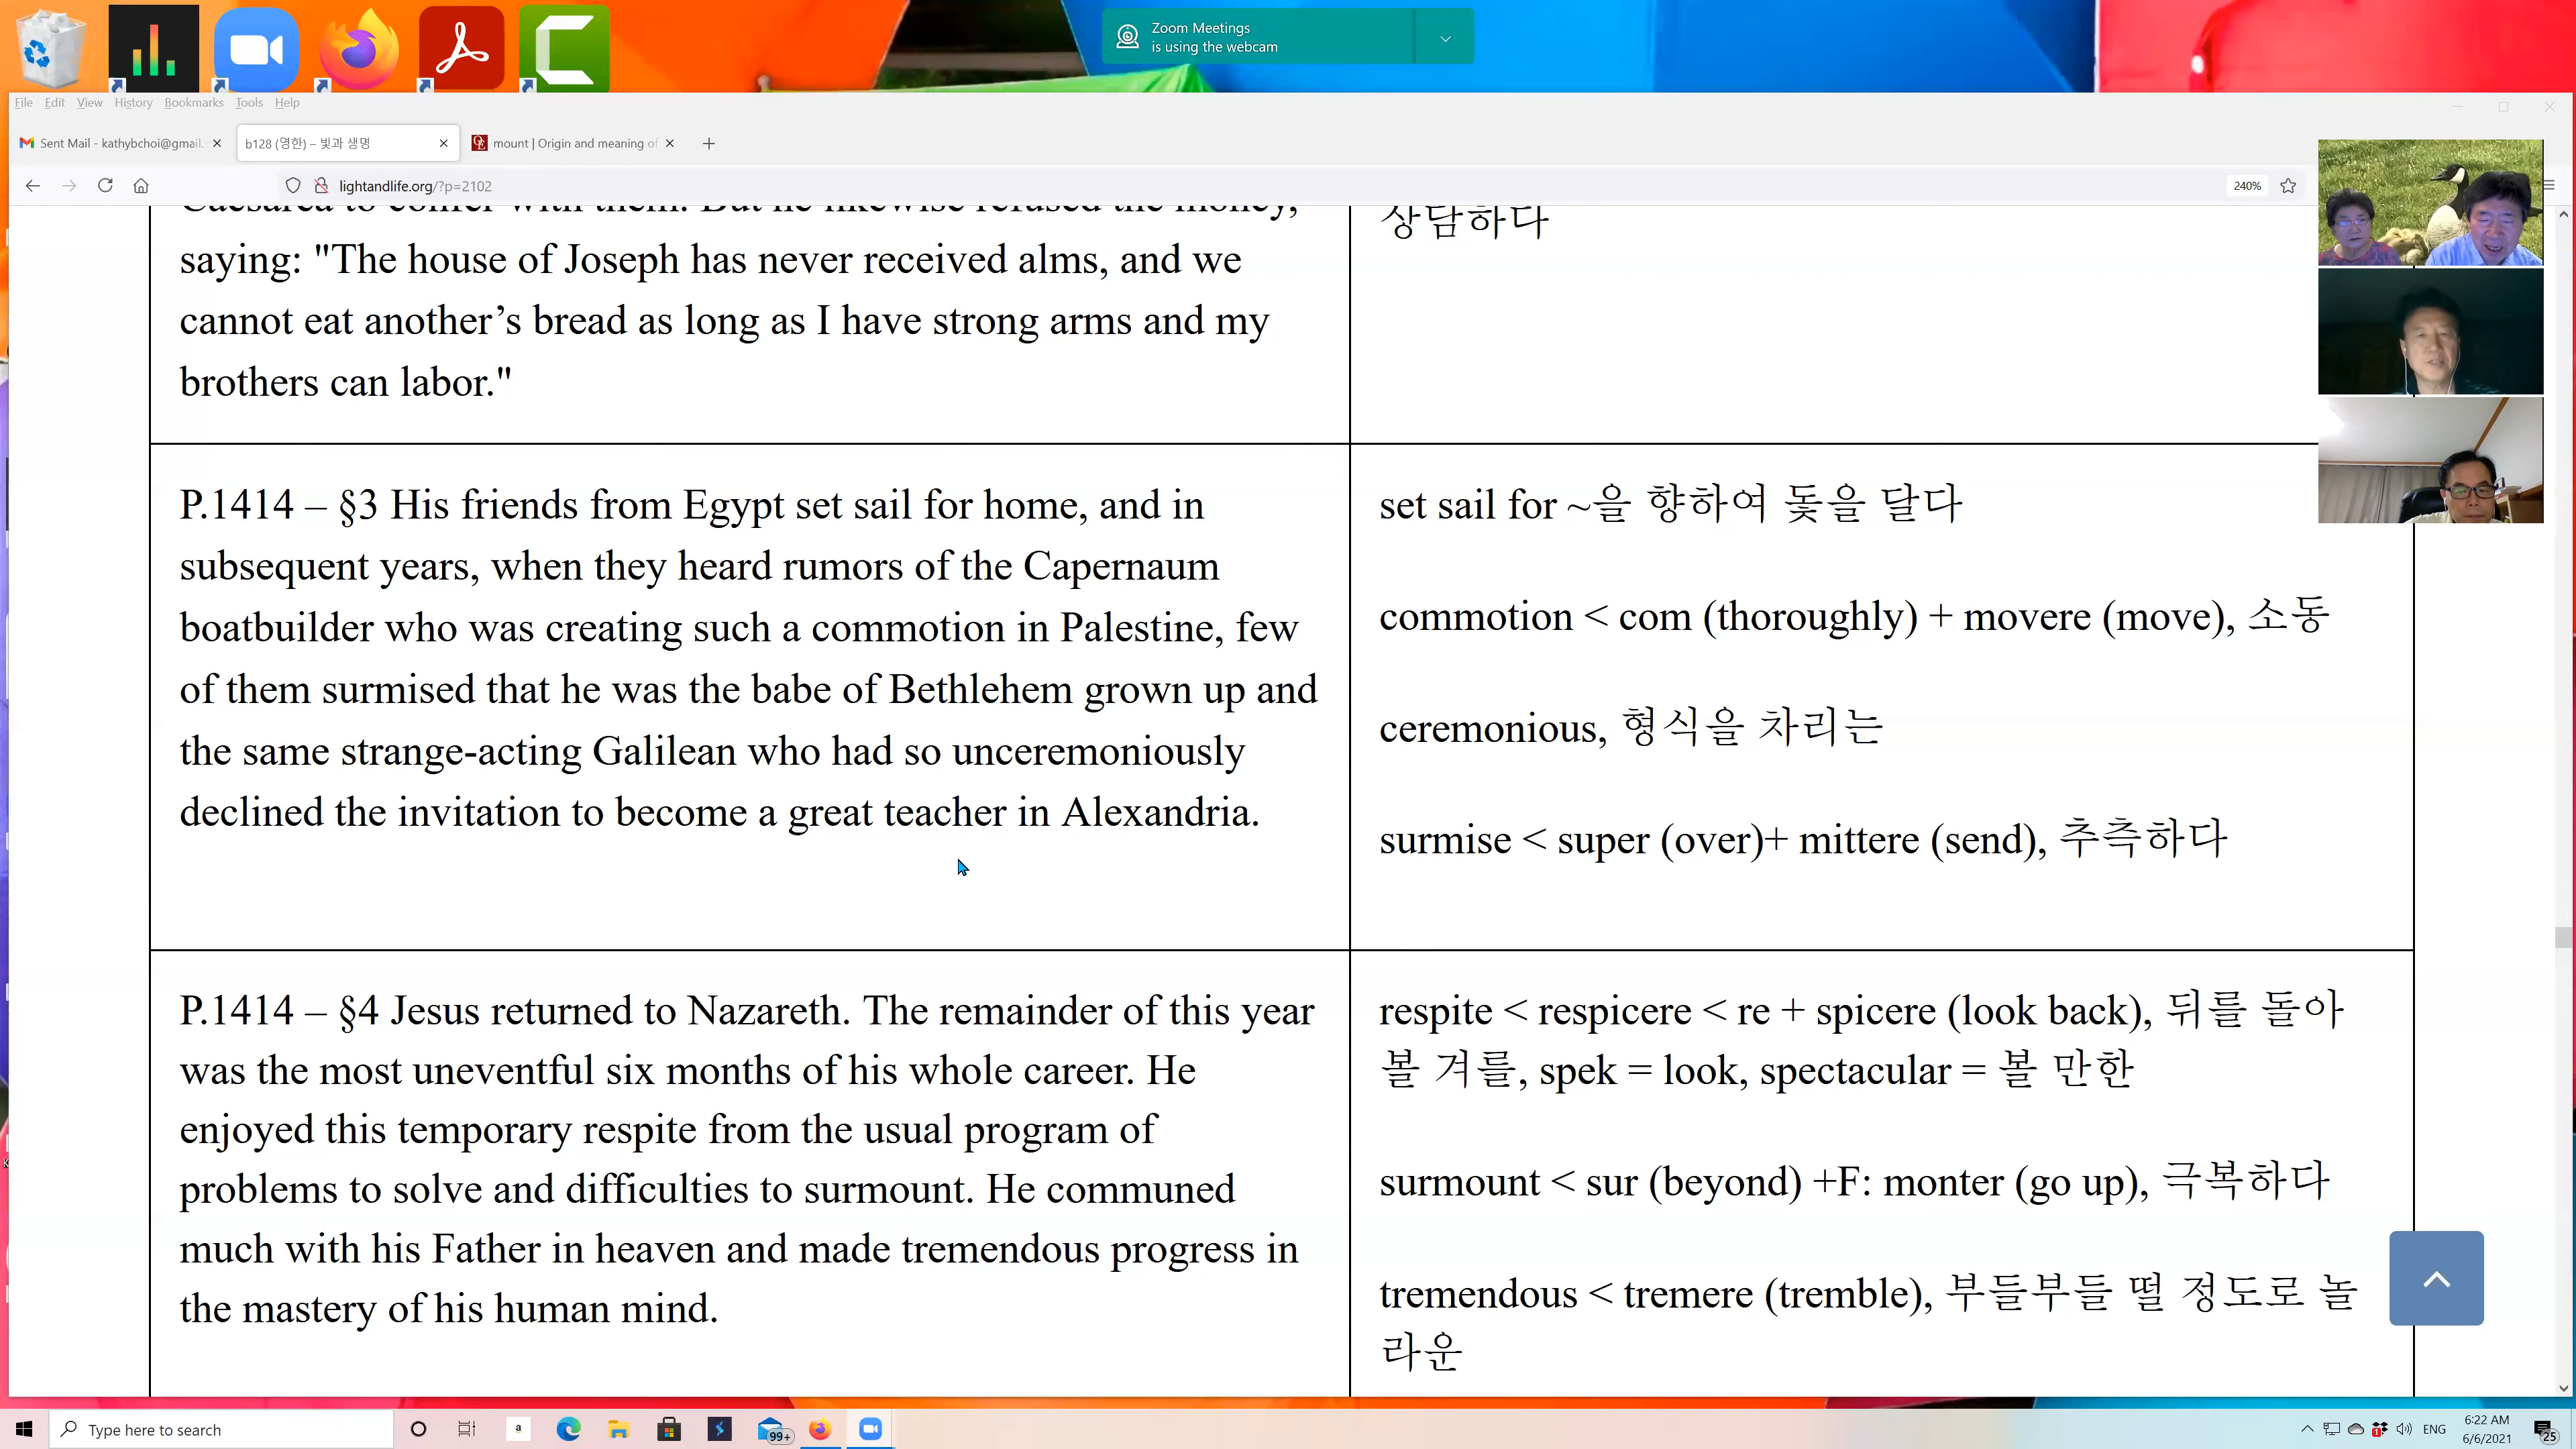 Zoom Meetings
is using the webcam
File Edit View History Bookmarks Tools Help
Sent Mail - kathybchoi@gmail.
b128 (영한) – 빛과 생명
mount | Origin and meaning of
lightandlife.org/?p=2102
240%
saying: "The house of Joseph has never received alms, and we
cannot eat another’s bread as long as I have strong arms and my
brothers can labor."
상담하다
P.1414 – §3 His friends from Egypt set sail for home, and in
subsequent years, when they heard rumors of the Capernaum
boatbuilder who was creating such a commotion in Palestine, few
of them surmised that he was the babe of Bethlehem grown up and
the same strange-acting Galilean who had so unceremoniously
declined the invitation to become a great teacher in Alexandria.
set sail for ~을 향하여 돛을 달다
commotion < com (thoroughly) + movere (move), 소동
ceremonious, 형식을 차리는
surmise < super (over)+ mittere (send), 추측하다
P.1414 – §4 Jesus returned to Nazareth. The remainder of this year
was the most uneventful six months of his whole career. He
enjoyed this temporary respite from the usual program of
problems to solve and difficulties to surmount. He communed
much with his Father in heaven and made tremendous progress in
the mastery of his human mind.
respite < respicere < re + spicere (look back), 뒤를 돌아
볼 겨를, spek = look, spectacular = 볼 만한
surmount < sur (beyond) +F: monter (go up), 극복하다
tremendous < tremere (tremble), 부들부들 떨 정도로 놀
라운
Type here to search
a
99+
ENG
6:22 AM
6/6/2021
25